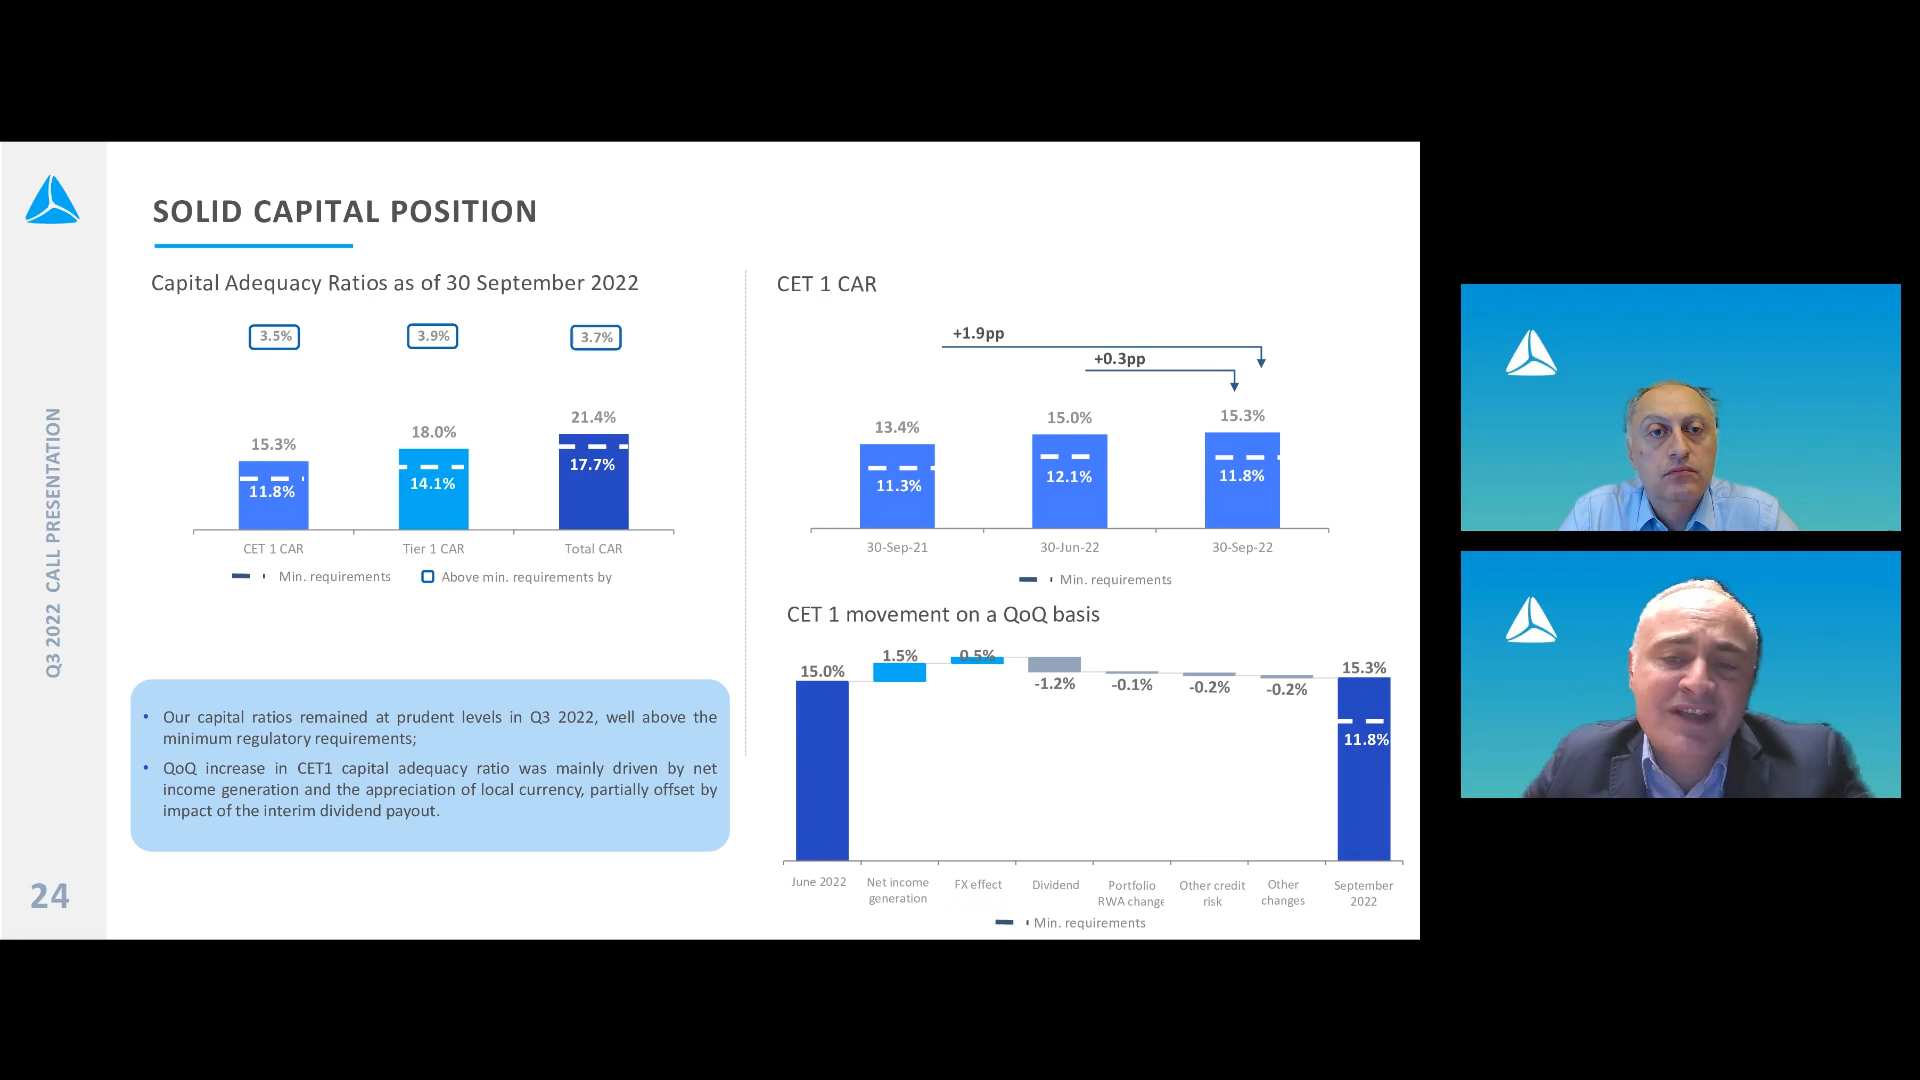 SOLID CAPITAL POSITION
Capital Adequacy Ratios as of 30 September 2022
3.5%
3.9%
3.7%
15.3%
18.0%
21.4%
11.8%
14.1%
17.7%
CET 1 CAR
Tier 1 CAR
Total CAR
Min. requirements
Above min. requirements by
• Our capital ratios remained at prudent levels in Q3 2022, well above the
minimum regulatory requirements;
• QoQ increase in CET1 capital adequacy ratio was mainly driven by net
income generation and the appreciation of local currency, partially offset by
impact of the interim dividend payout.
CET 1 CAR
+1.9pp
+0.3pp
13.4%
15.0%
15.3%
11.3%
12.1%
11.8%
30-Sep-21
30-Jun-22
30-Sep-22
Min. requirements
CET 1 movement on a QoQ basis
15.0%
1.5%
0.5%
-1.2%
-0.1%
-0.2%
-0.2%
15.3%
11.8%
June 2022
Net income
generation
FX effect
Dividend
Portfolio
RWA change
Other credit
risk
Other
changes
September
2022
Min. requirements
Q3 2022 CALL PRESENTATION
24